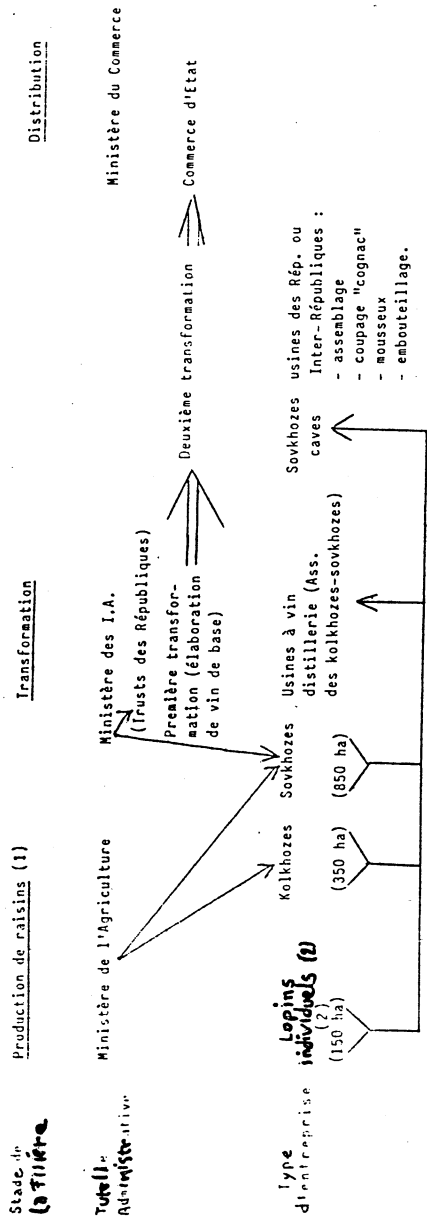 Stade de
la Filière
Production de raisins (1)
Transformation
Distribution
Tutelle
Administrative
Ministère de l'Agriculture
Ministère des I.A.
(Trusts des Républiques)
Ministère du Commerce
Première transfor-
mation (élaboration
de vin de base)
Deuxième transformation
Commerce d'Etat
Type
d'entreprise
Lopins
individuels (2)
(2)
(150 ha)
Kolkhozes
(350 ha)
Sovkhozes
(850 ha)
Usines à vin
distillerie (Ass.
des kolkhozes-sovkhozes)
Sovkhozes
caves
usines des Rép. ou
Inter-Républiques :
- assemblage
- coupage "cognac"
- mousseux
- embouteillage.